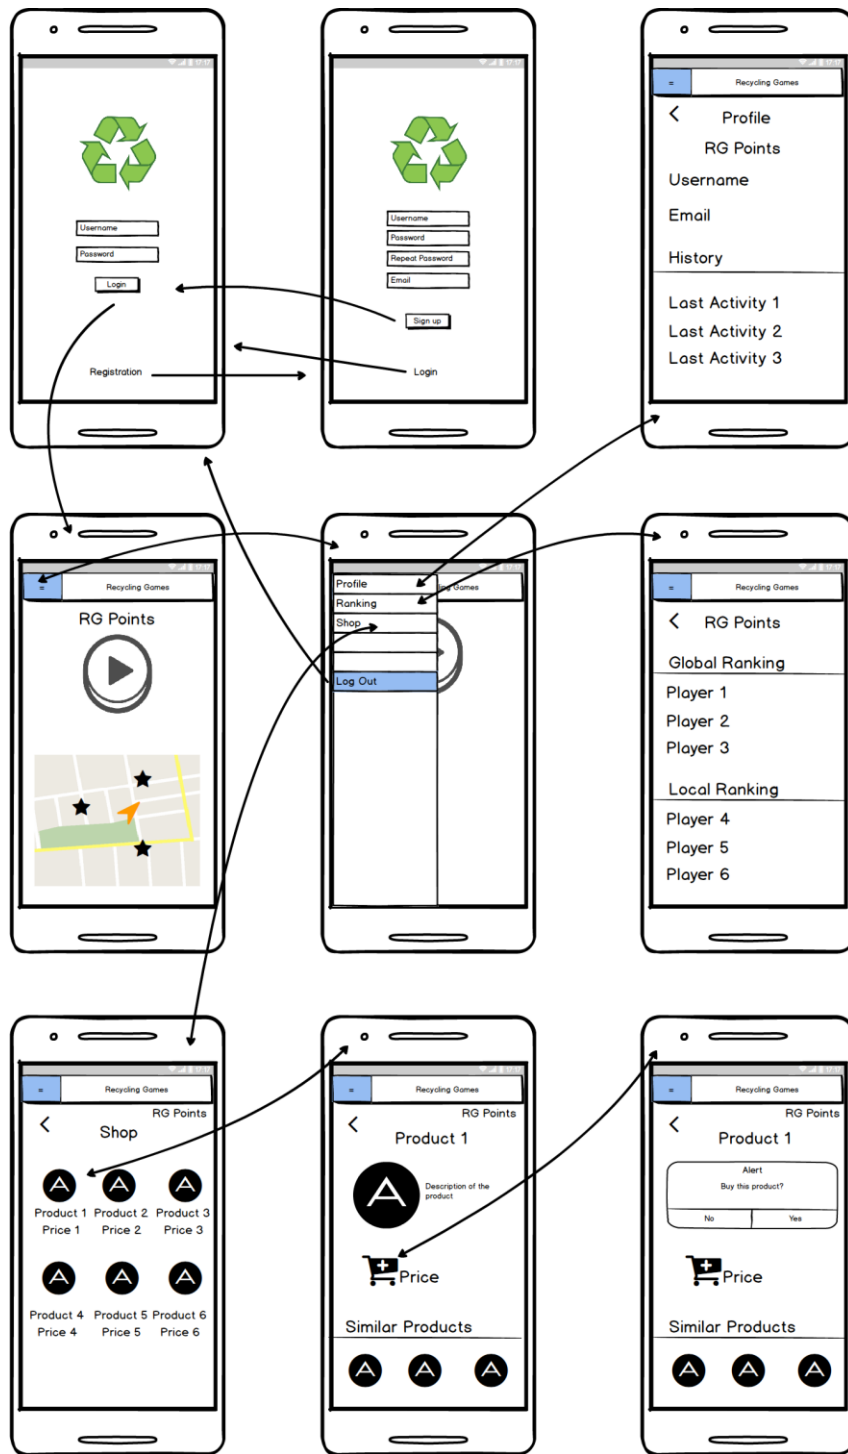 Username
Password
Login
Registration
Username
Password
Repeat Password
Email
Sign up
Login
= Recycling Games
Profile
RG Points
Username
Email
History
Last Activity 1
Last Activity 2
Last Activity 3
= Recycling Games
RG Points
Profile
ling Games
Ranking
Shop
Log Out
= Recycling Games
RG Points
Global Ranking
Player 1
Player 2
Player 3
Local Ranking
Player 4
Player 5
Player 6
= Recycling Games
RG Points
Shop
A A A
Product 1 Product 2 Product 3
Price 1 Price 2 Price 3
A A A
Product 4 Product 5 Product 6
Price 4 Price 5 Price 6
= Recycling Games
RG Points
Product 1
A
Description of the
product
Price
Similar Products
A A A
= Recycling Games
RG Points
Product 1
Alert
Buy this product?
No Yes
Price
Similar Products
A A A